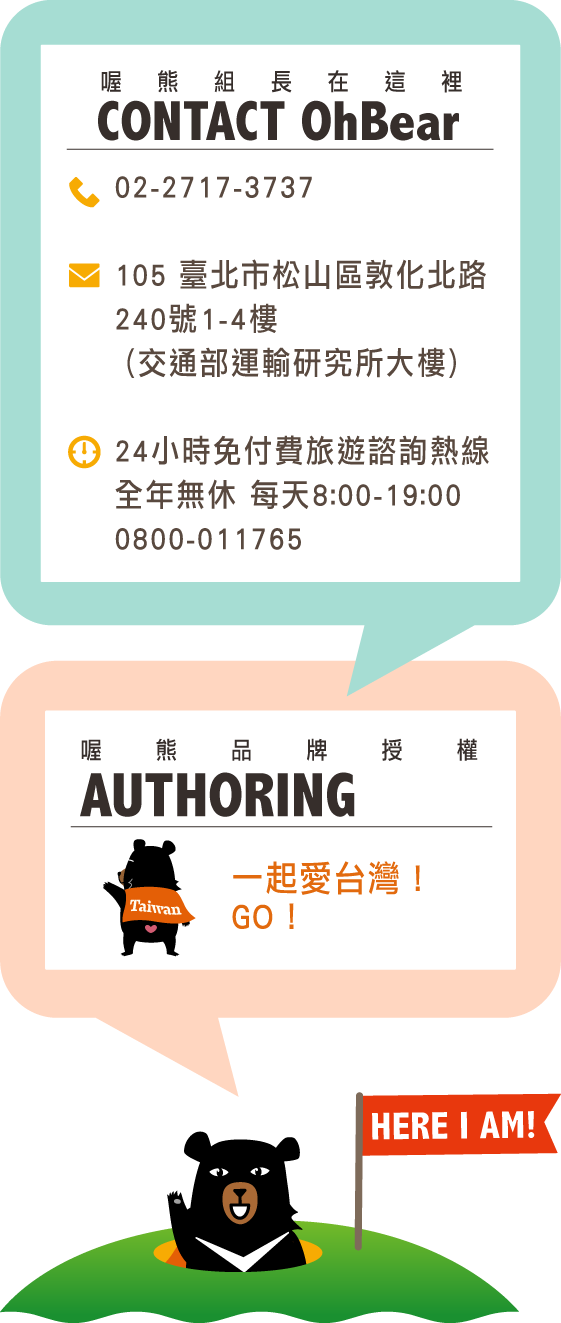 喔熊組長在這裡
CONTACT OhBear
02-2717-3737
105 臺北市松山區敦化北路
240號1-4樓
(交通部運輸研究所大樓)
24小時免付費旅遊諮詢熱線
全年無休 每天8:00-19:00
0800-011765
喔熊品牌授權
AUTHORING
Taiwan
一起愛台灣！
GO！
HERE I AM!